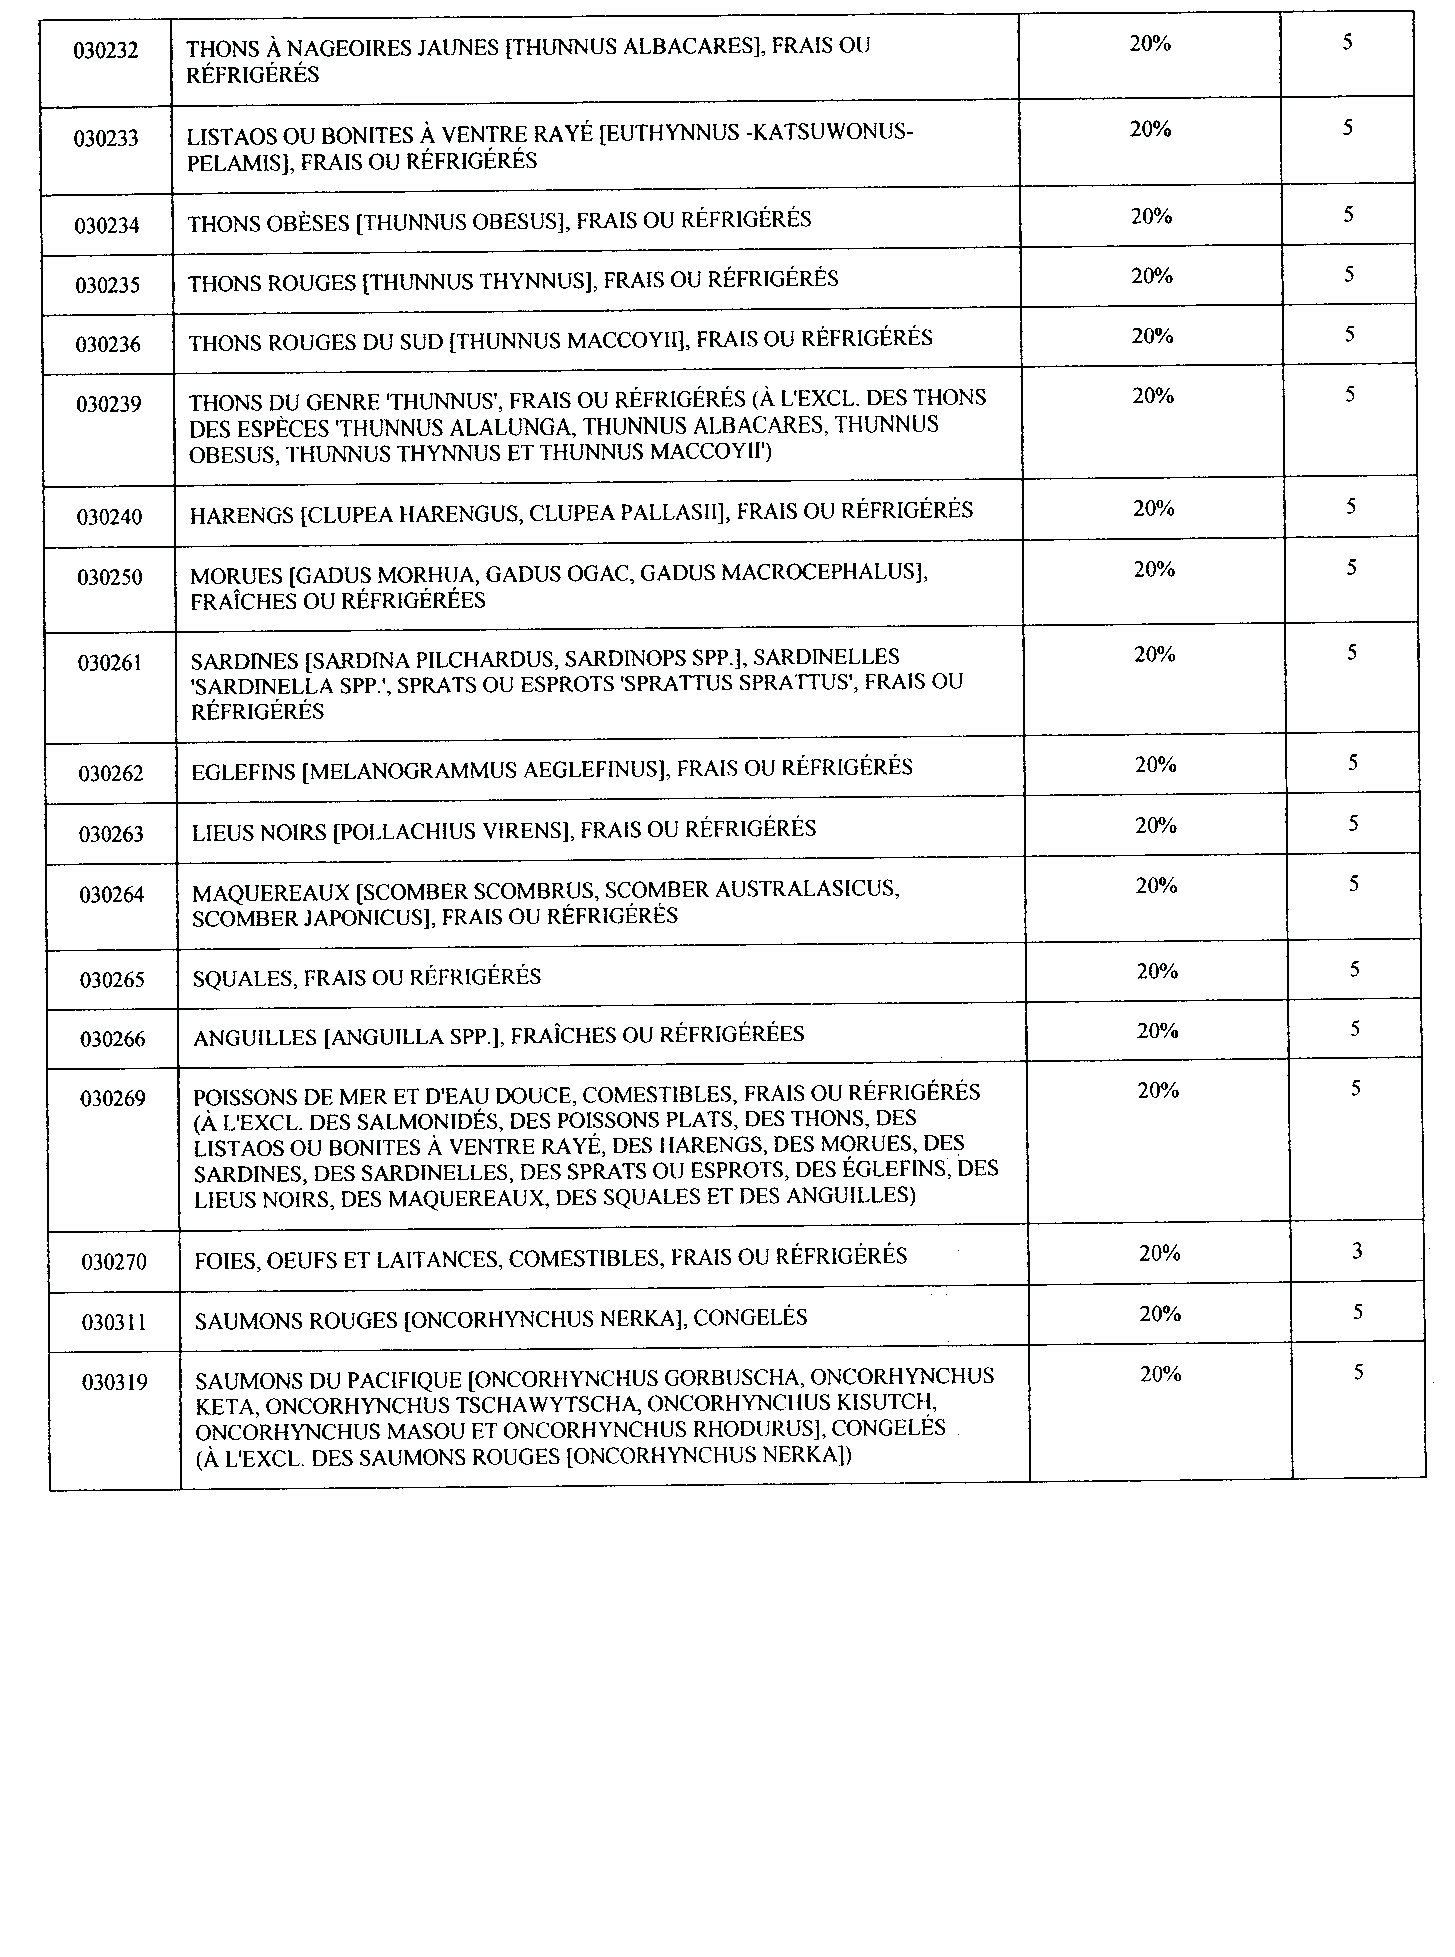 030232 THONS À NAGEOIRES JAUNES [THUNNUS ALBACARES], FRAIS OU 20% 5
RÉFRIGÉRÉS
030233 LISTAOS OU BONITES À VENTRE RAYÉ [EUTHYNNUS -KATSUWONUS- 20% 5
PELAMIS], FRAIS OU RÉFRIGÉRÉS
030234 THONS OBÈSES [THUNNUS OBESUS], FRAIS OU RÉFRIGÉRÉS 20% 5
030235 THONS ROUGES [THUNNUS THYNNUS], FRAIS OU RÉFRIGÉRÉS 20% 5
030236 THONS ROUGES DU SUD [THUNNUS MACCOYII], FRAIS OU RÉFRIGÉRÉS 20% 5
030239 THONS DU GENRE 'THUNNUS', FRAIS OU RÉFRIGÉRÉS (À L'EXCL. DES THONS 20% 5
DES ESPÈCES 'THUNNUS ALALUNGA, THUNNUS ALBACARES, THUNNUS
OBESUS, THUNNUS THYNNUS ET THUNNUS MACCOYII')
030240 HARENGS [CLUPEA HARENGUS, CLUPEA PALLASII], FRAIS OU RÉFRIGÉRÉS 20% 5
030250 MORUES [GADUS MORHUA, GADUS OGAC, GADUS MACROCEPHALUS], 20% 5
FRAÎCHES OU RÉFRIGÉRÉES
030261 SARDINES [SARDINA PILCHARDUS, SARDINOPS SPP.], SARDINELLES 20% 5
'SARDINELLA SPP.', SPRATS OU ESPROTS 'SPRATTUS SPRATTUS', FRAIS OU
RÉFRIGÉRÉS
030262 EGLEFINS [MELANOGRAMMUS AEGLEFINUS], FRAIS OU RÉFRIGÉRÉS 20% 5
030263 LIEUS NOIRS [POLLACHIUS VIRENS], FRAIS OU RÉFRIGÉRÉS 20% 5
030264 MAQUEREAUX [SCOMBER SCOMBRUS, SCOMBER AUSTRALASICUS, 20% 5
SCOMBER JAPONICUS], FRAIS OU RÉFRIGÉRÉS
030265 SQUALES, FRAIS OU RÉFRIGÉRÉS 20% 5
030266 ANGUILLES [ANGUILLA SPP.], FRAÎCHES OU RÉFRIGÉRÉES 20% 5
030269 POISSONS DE MER ET D'EAU DOUCE, COMESTIBLES, FRAIS OU RÉFRIGÉRÉS 20% 5
(À L'EXCL. DES SALMONIDÉS, DES POISSONS PLATS, DES THONS, DES
LISTAOS OU BONITES À VENTRE RAYÉ, DES HARENGS, DES MORUES, DES
SARDINES, DES SARDINELLES, DES SPRATS OU ESPROTS, DES ÉGLEFINS, DES
LIEUS NOIRS, DES MAQUEREAUX, DES SQUALES ET DES ANGUILLES)
030270 FOIES, OEUFS ET LAITANCES, COMESTIBLES, FRAIS OU RÉFRIGÉRÉS 20% 3
030311 SAUMONS ROUGES [ONCORHYNCHUS NERKA], CONGELÉS 20% 5
030319 SAUMONS DU PACIFIQUE [ONCORHYNCHUS GORBUSCHA, ONCORHYNCHUS 20% 5
KETA, ONCORHYNCHUS TSCHAWYTSCHA, ONCORHYNCHUS KISUTCH,
ONCORHYNCHUS MASOU ET ONCORHYNCHUS RHODURUS], CONGELÉS
(À L'EXCL. DES SAUMONS ROUGES [ONCORHYNCHUS NERKA])